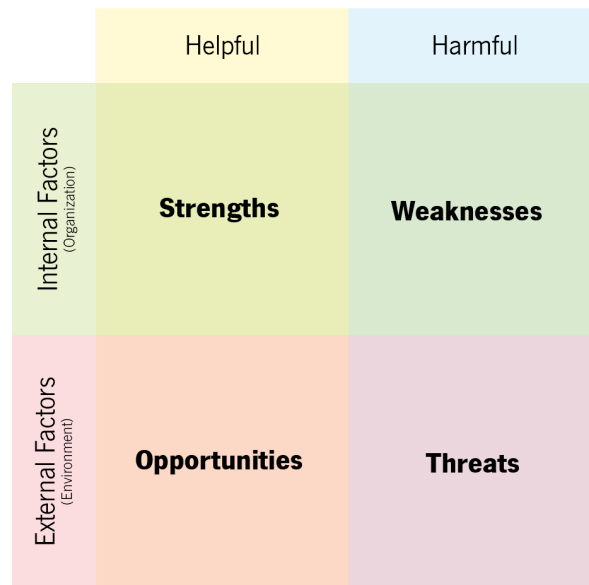 Helpful
Harmful
Internal Factors
(Organization)
Strengths
Weaknesses
External Factors
(Environment)
Opportunities
Threats